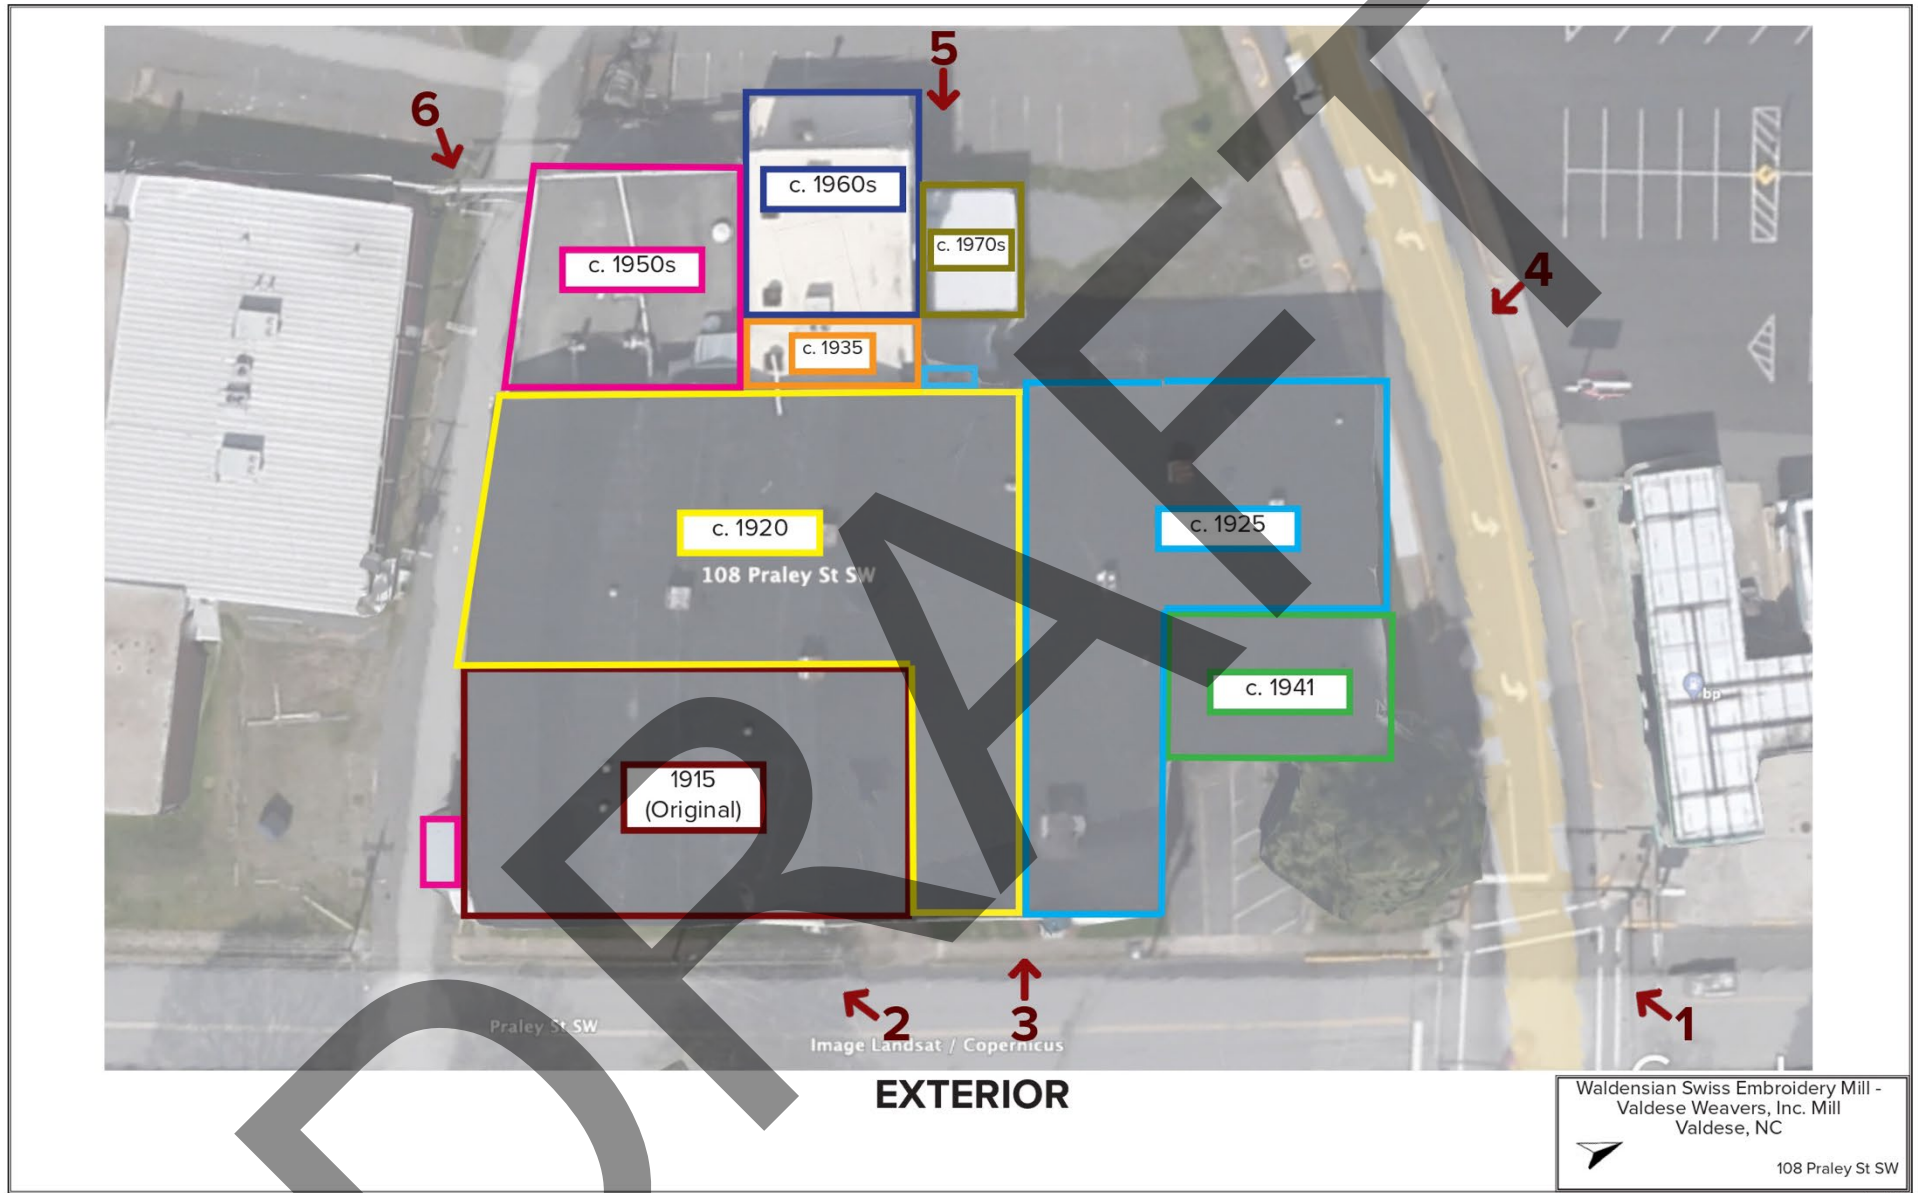 5
6
c. 1960s
c. 1950s
c. 1970s
4
c. 1935
c. 1920
c. 1925
108 Praley St SW
c. 1941
bp
1915
(Original)
2
3
1
Praley St SW
Image Landsat / Copernicus
EXTERIOR
Waldensian Swiss Embroidery Mill -
Valdese Weavers, Inc. Mill
Valdese, NC
108 Praley St SW
DRAFT